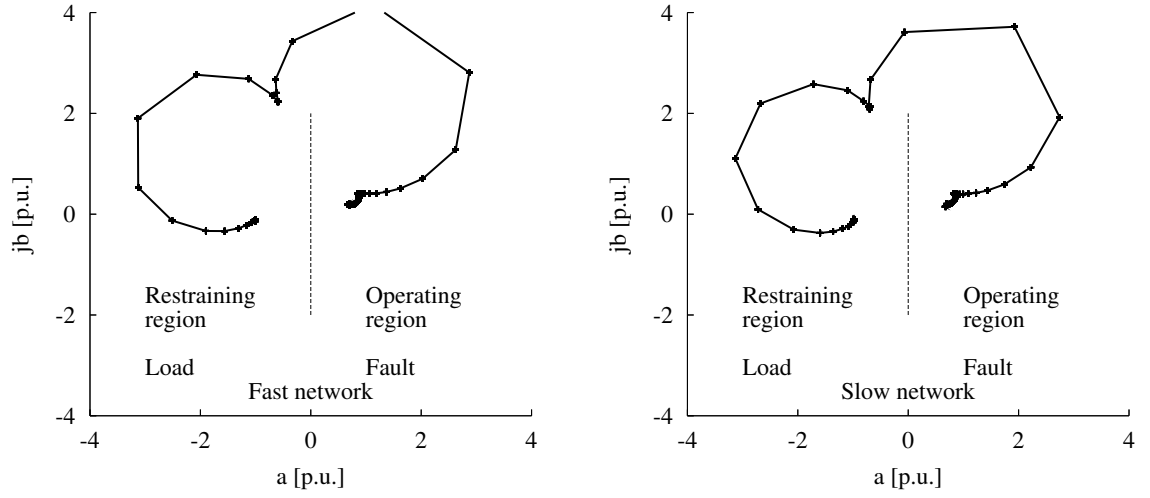 4
2
0
-2
-4
jb [p.u.]
Restraining
region
Operating
region
Load
Fault
Fast network
-4
-2
0
2
4
a [p.u.]
4
2
0
-2
-4
jb [p.u.]
Restraining
region
Operating
region
Load
Fault
Slow network
-4
-2
0
2
4
a [p.u.]